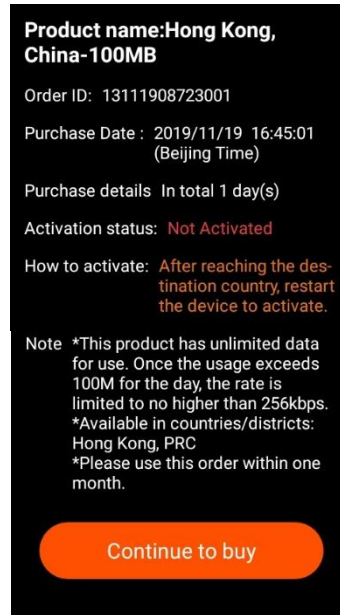 Product name:Hong Kong,
China-100MB
Order ID: 13111908723001
Purchase Date : 2019/11/19 16:45:01
(Beijing Time)
Purchase details In total 1 day(s)
Activation status: Not Activated
How to activate: After reaching the des-
tination country, restart
the device to activate.
Note *This product has unlimited data
for use. Once the usage exceeds
100M for the day, the rate is
limited to no higher than 256kbps.
*Available in countries/districts:
Hong Kong, PRC
*Please use this order within one
month.
Continue to buy